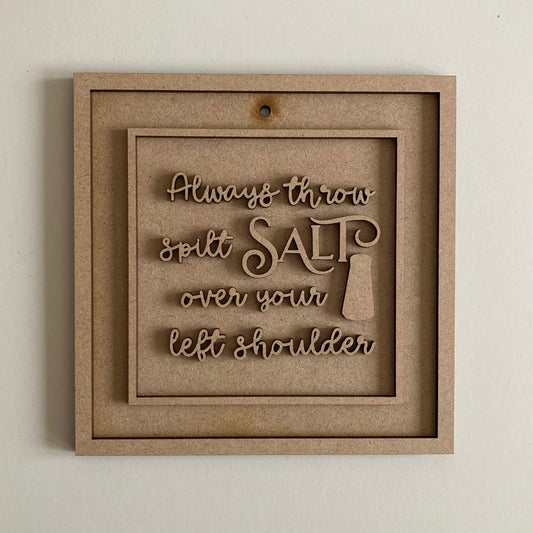 Always throw
spilt SALT
over your
left shoulder